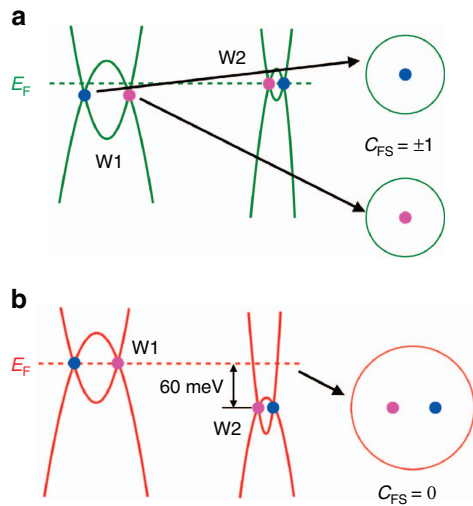 a
W2
E_F
W1
C_FS = ±1
b
W1
E_F
60 meV
W2
C_FS = 0